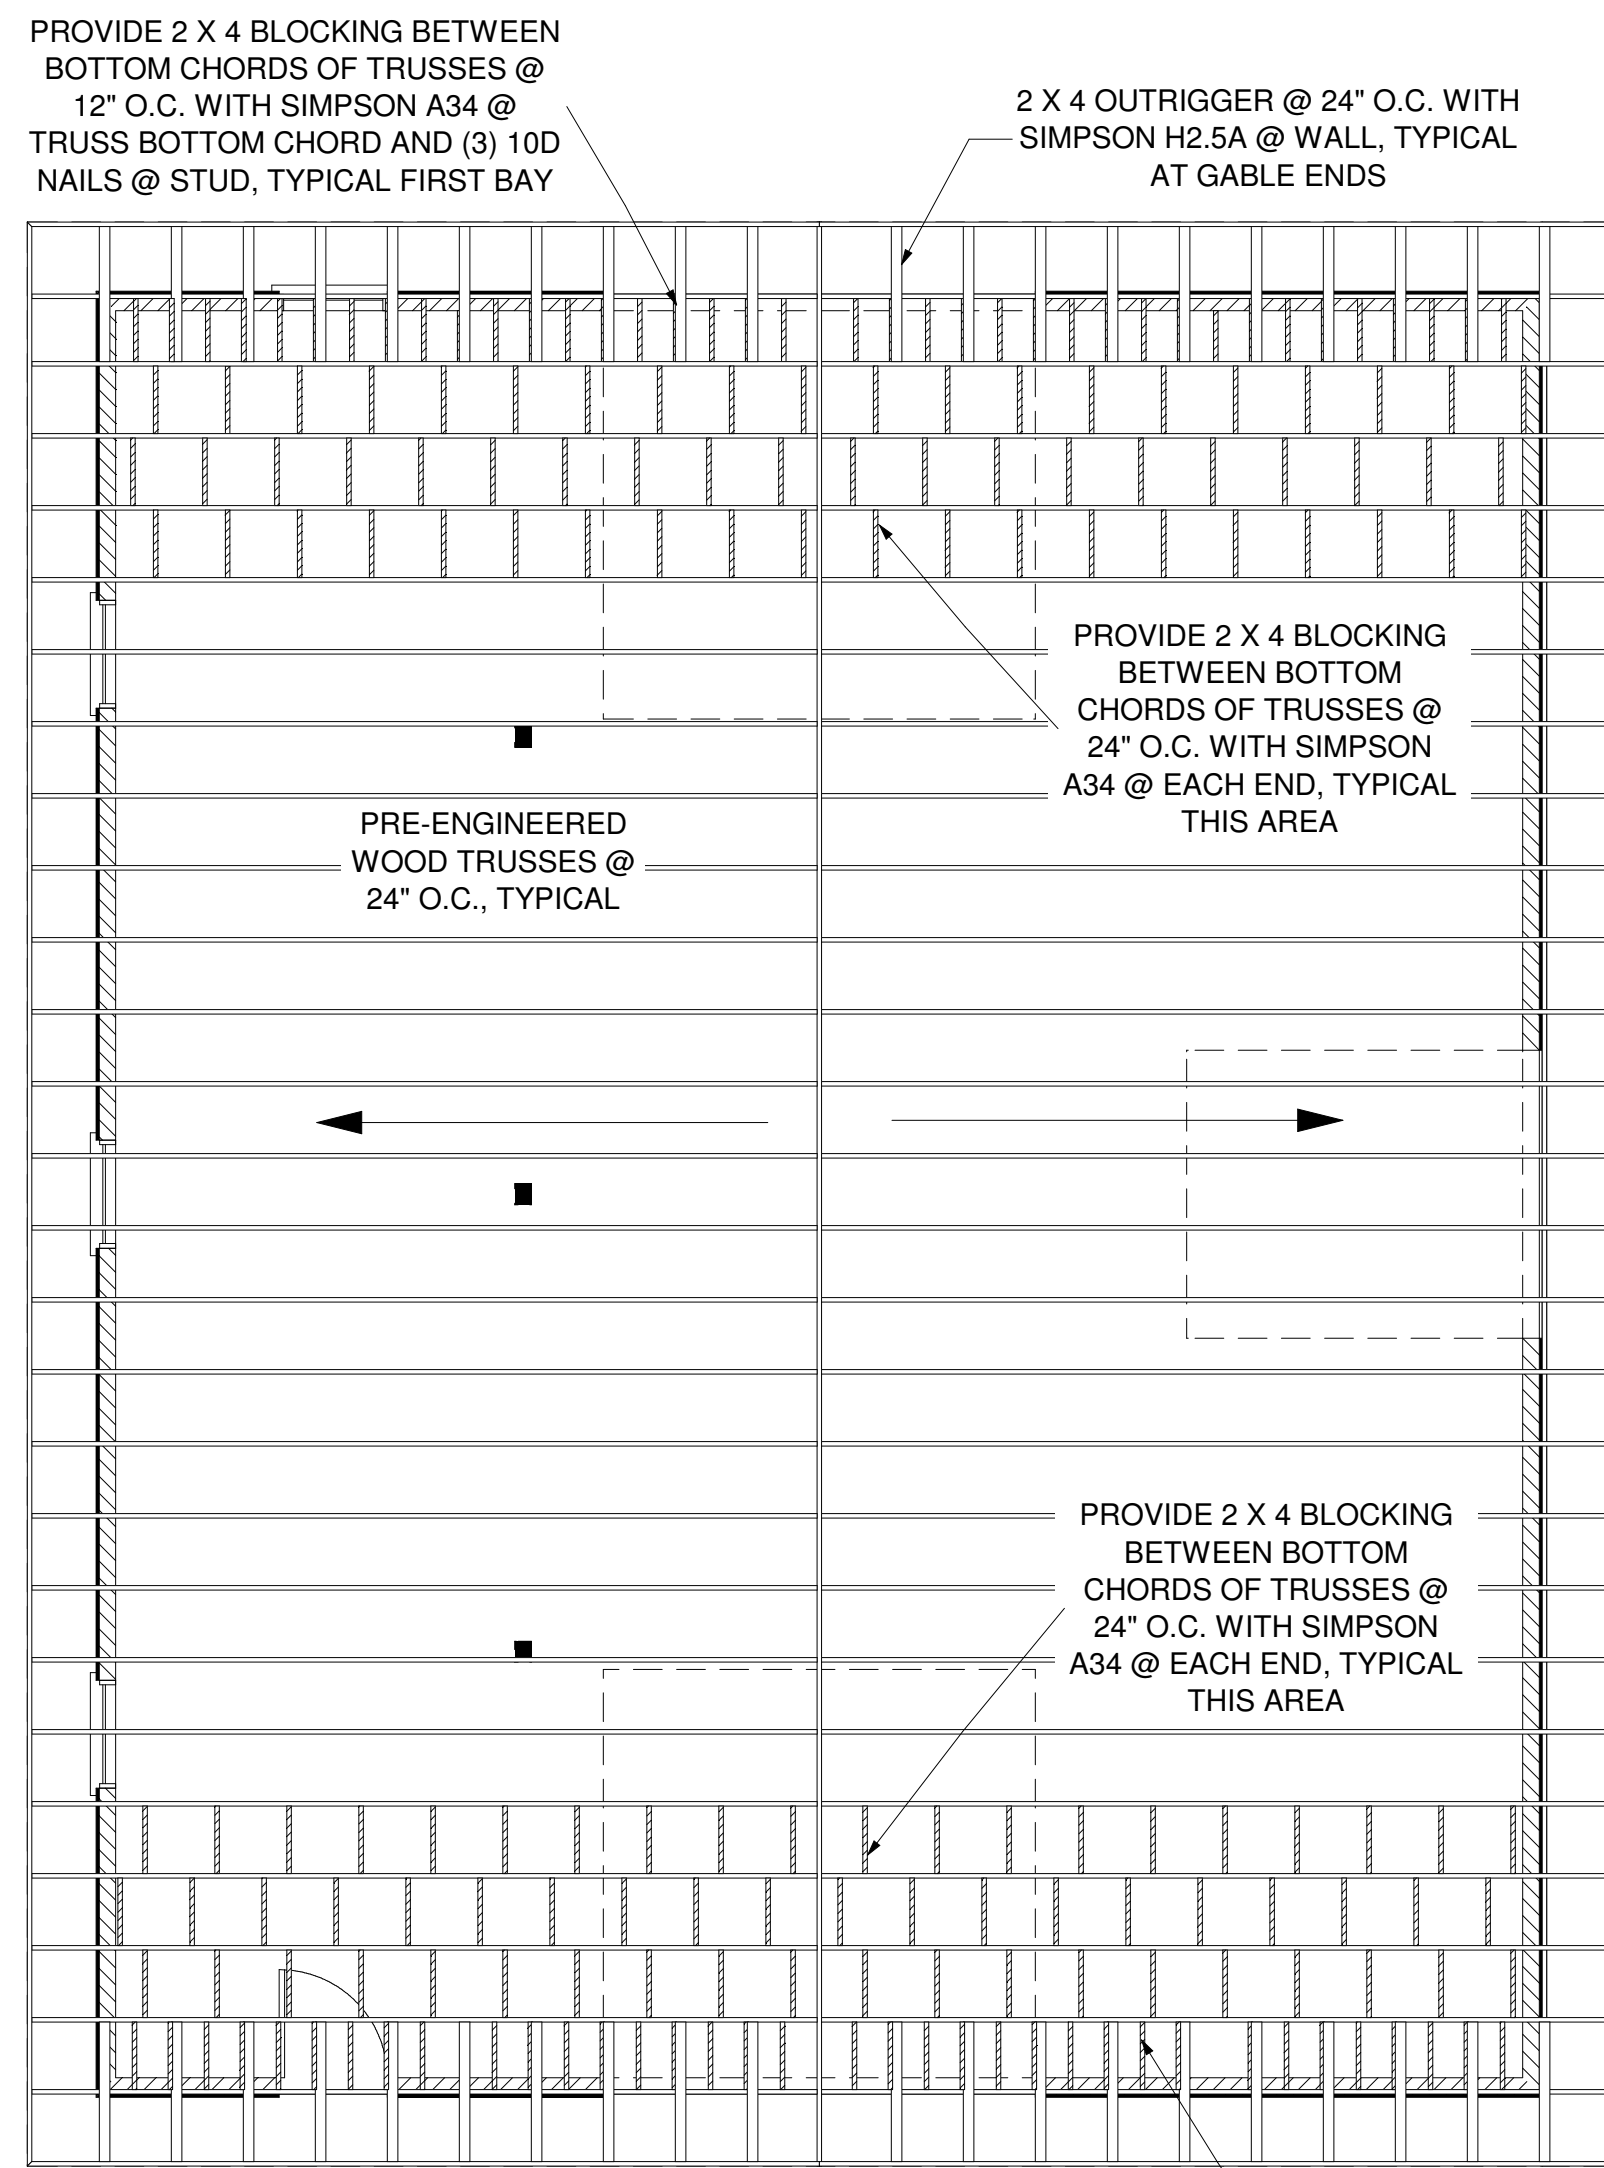 PROVIDE 2 X 4 BLOCKING BETWEEN
BOTTOM CHORDS OF TRUSSES @
12" O.C. WITH SIMPSON A34 @
TRUSS BOTTOM CHORD AND (3) 10D
NAILS @ STUD, TYPICAL FIRST BAY
2 X 4 OUTRIGGER @ 24" O.C. WITH
SIMPSON H2.5A @ WALL, TYPICAL
AT GABLE ENDS
PROVIDE 2 X 4 BLOCKING
BETWEEN BOTTOM
CHORDS OF TRUSSES @
24" O.C. WITH SIMPSON
A34 @ EACH END, TYPICAL
THIS AREA
PRE-ENGINEERED
WOOD TRUSSES @
24" O.C., TYPICAL
PROVIDE 2 X 4 BLOCKING
BETWEEN BOTTOM
CHORDS OF TRUSSES @
24" O.C. WITH SIMPSON
A34 @ EACH END, TYPICAL
THIS AREA